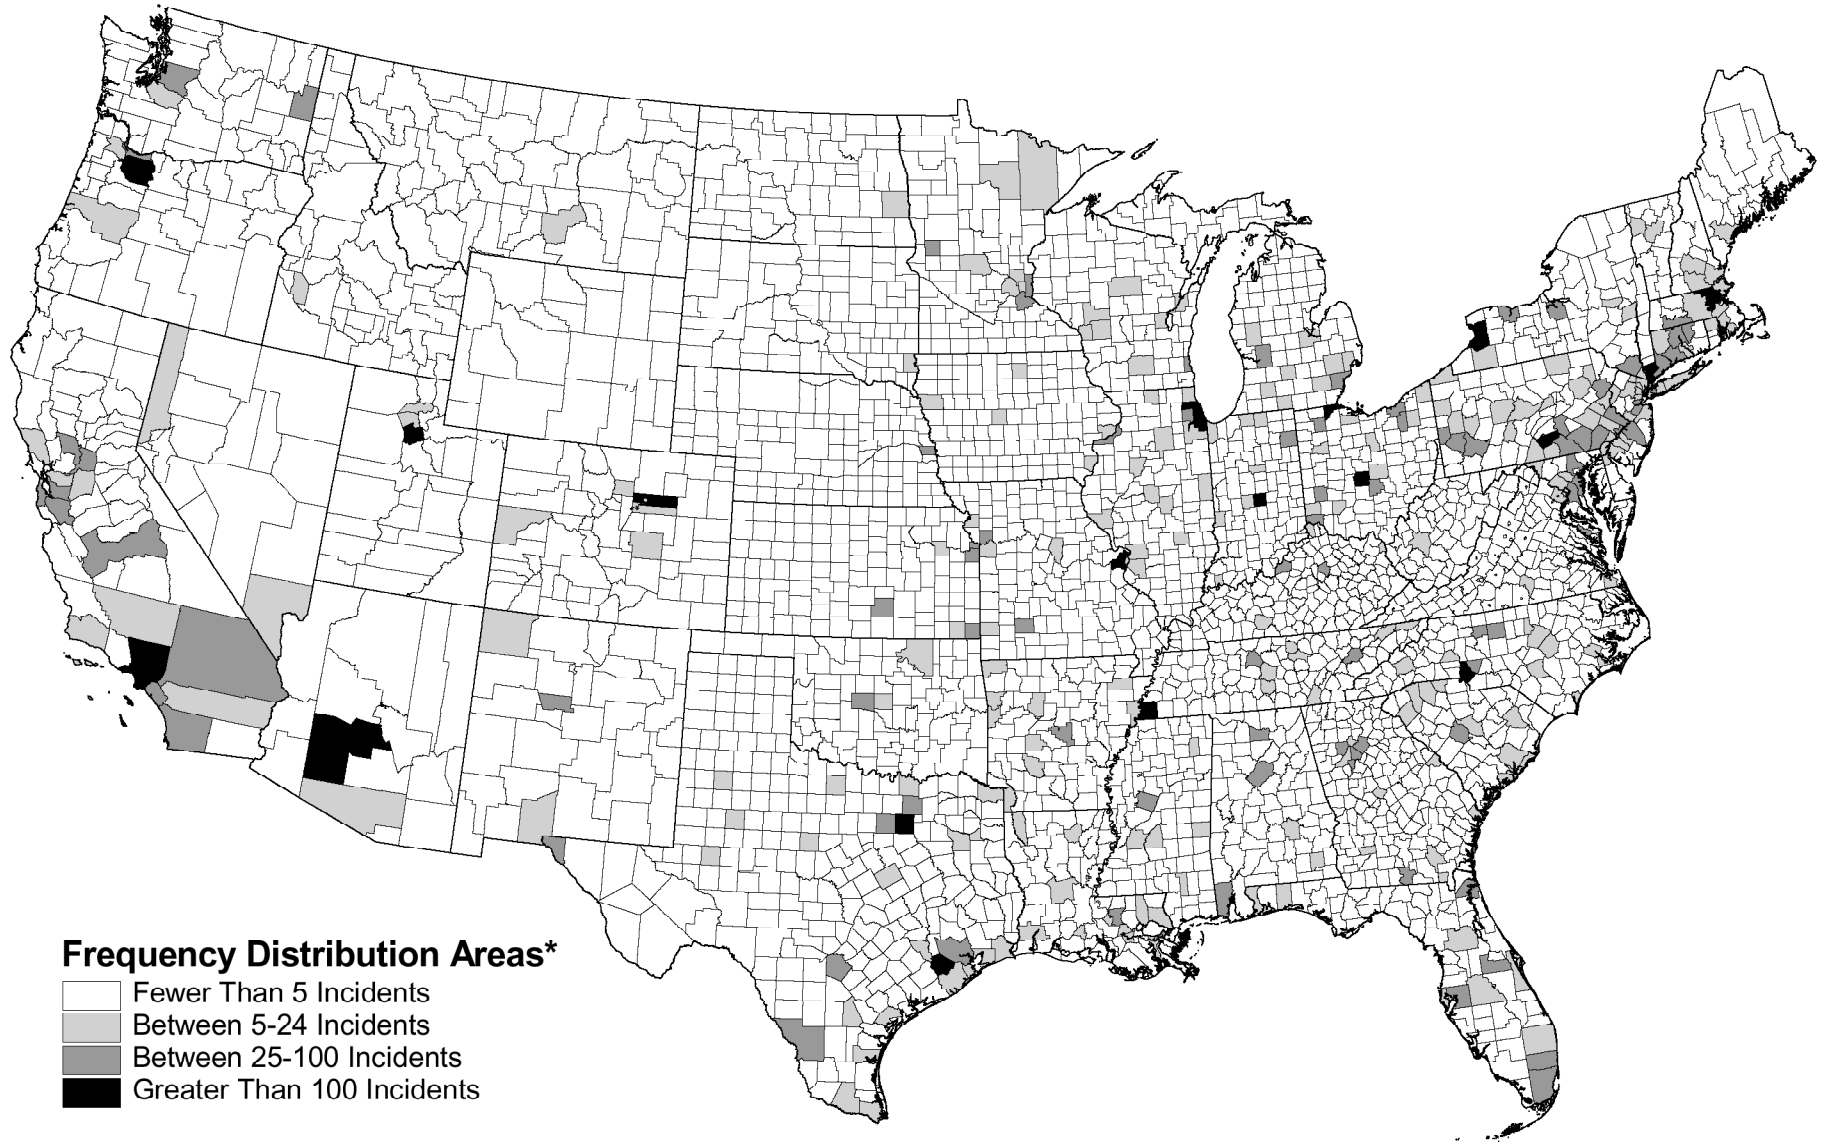 Frequency Distribution Areas*
Fewer Than 5 Incidents
Between 5-24 Incidents
Between 25-100 Incidents
Greater Than 100 Incidents